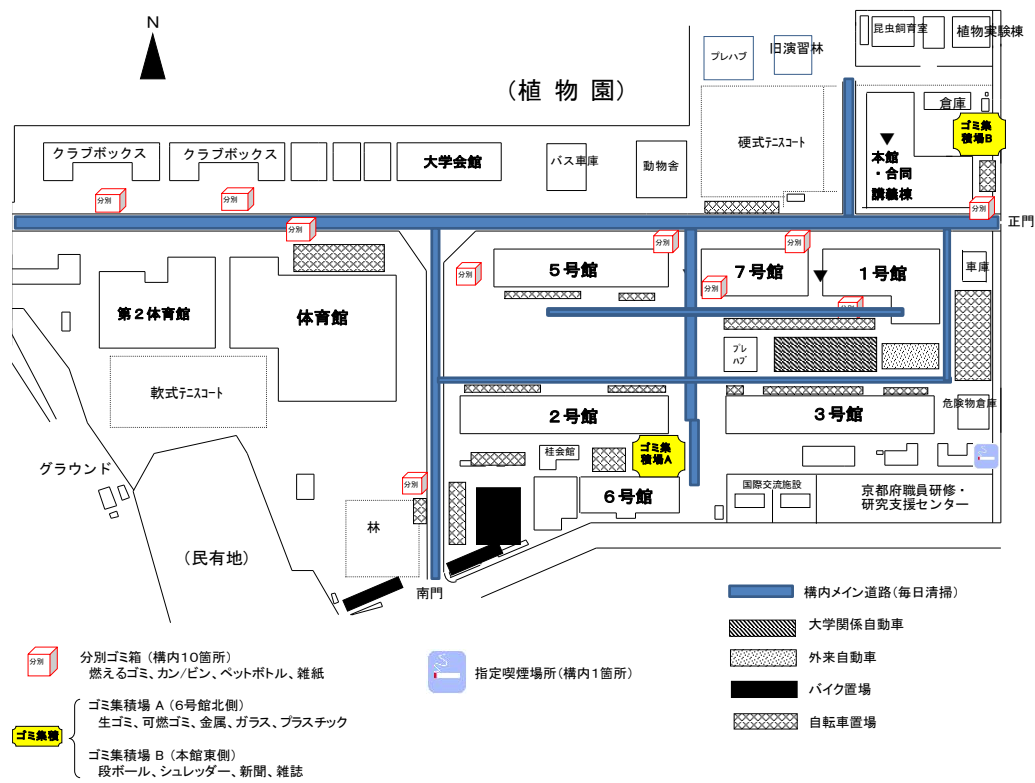 N
昆虫飼育室
植物実験棟
プレハブ
旧演習林
（植 物 園）
倉庫
ゴミ集
積場B
クラブボックス
クラブボックス
大学会館
バス車庫
動物舎
硬式テニスコート
本館
・合同
講義棟
分別
分別
分別
分別
正門
分別
分別
分別
5号館
7号館
1号館
車庫
分別
分別
第2体育館
体育館
プレ
ハブ
軟式テニスコート
2号館
3号館
危険物倉庫
グラウンド
桂会館
ゴミ集
積場A
分別
6号館
国際交流施設
京都府職員研修・
研究支援センター
林
（民有地）
南門
構内メイン道路（毎日清掃）
大学関係自動車
外来自動車
バイク置場
自転車置場
分別
分別ゴミ箱（構内10箇所）
燃えるゴミ、カン/ビン、ペットボトル、雑紙
指定喫煙場所（構内1箇所）
ゴミ集積
ゴミ集積場 A（6号館北側）
生ゴミ、可燃ゴミ、金属、ガラス、プラスチック
ゴミ集積場 B（本館東側）
段ボール、シュレッダー、新聞、雑誌